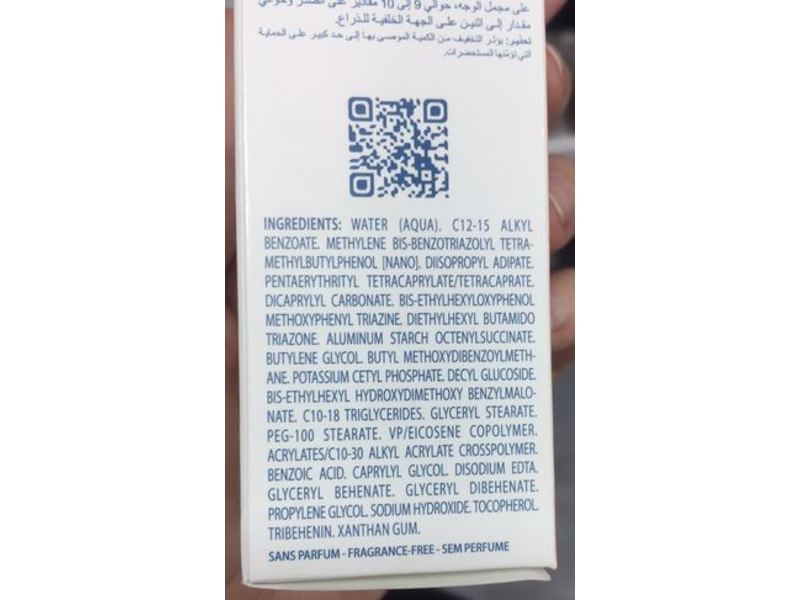 على مجمل الوجه، حوالي 9 إلى 10 مقادير على الصدر وحوالي
مقدار إلى اثنين على الجهة الخلفية للذراع.
تحذير: يؤثر التخفيف من الكمية الموصى بها إلى حد كبير على الحماية
التي تؤمّنها المستحضرات.
INGREDIENTS: WATER (AQUA). C12-15 ALKYL
BENZOATE. METHYLENE BIS-BENZOTRIAZOLYL TETRA-
METHYLBUTYLPHENOL [NANO]. DIISOPROPYL ADIPATE.
PENTAERYTHRITYL TETRACAPRYLATE/TETRACAPRATE.
DICAPRYLYL CARBONATE. BIS-ETHYLHEXYLOXYPHENOL
METHOXYPHENYL TRIAZINE. DIETHYLHEXYL BUTAMIDO
TRIAZONE. ALUMINUM STARCH OCTENYLSUCCINATE.
BUTYLENE GLYCOL. BUTYL METHOXYDIBENZOYLMETH-
ANE. POTASSIUM CETYL PHOSPHATE. DECYL GLUCOSIDE.
BIS-ETHYLHEXYL HYDROXYDIMETHOXY BENZYLMALO-
NATE. C10-18 TRIGLYCERIDES. GLYCERYL STEARATE.
PEG-100 STEARATE. VP/EICOSENE COPOLYMER.
ACRYLATES/C10-30 ALKYL ACRYLATE CROSSPOLYMER.
BENZOIC ACID. CAPRYLYL GLYCOL. DISODIUM EDTA.
GLYCERYL BEHENATE. GLYCERYL DIBEHENATE.
PROPYLENE GLYCOL. SODIUM HYDROXIDE. TOCOPHEROL.
TRIBEHENIN. XANTHAN GUM.
SANS PARFUM - FRAGRANCE-FREE - SEM PERFUME